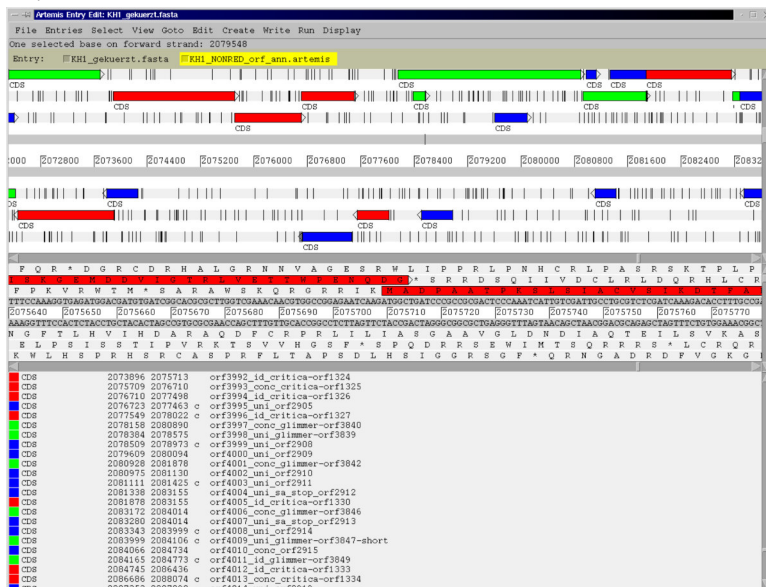 Artemis Entry Edit: KH1_gekuerzt.fasta
File Entries Select View Goto Edit Create Write Run Display
One selected base on forward strand: 2079548
Entry: KH1_gekuerzt.fasta KH1_NONRED_orf_ann.artemis
CDS CDS CDS CDS
CDS CDS CDS CDS
CDS CDS
:000 2072800 2073600 2074400 2075200 2076000 2076800 2077600 2078400 2079200 2080000 2080800 2081600 2082400 20832
DS CDS CDS CDS
CDS CDS CDS
CDS
F Q R * D G R C D R H A L G R N N V A G E S R W L I P P R L P N H C R L P A S R S K T P L P
F P K V R W T M * S A R A W S K Q R G R R I K M A D P A A T P K L S L I A C V S I K D T F A
2075640 2075650 2075660 2075670 2075680 2075690 2075700 2075710 2075720 2075730 2075740 2075750 2075760 2075770
N G F T L H V I H D A R A Q D F C R P R L I L I A S G A A V G L D N D I A Q T E I L S V K A S
E L P S I S S T I P V R K T S V V H G S F * S P Q D R R S E W I M T S Q R R R S * L C R Q R
K W L H S P R H S R C A S P R F L T A P S D L H S I G G R S G F * Q R N G A D R D F V G K G
CDS 2073896 2075713 orf3992_id_critica-orf1324
CDS 2075709 2076710 orf3993_conc_critica-orf1325
CDS 2076710 2077498 orf3994_id_critica-orf1326
CDS 2076723 2077463 c orf3995_uni_orf2905
CDS 2077549 2078022 c orf3996_id_critica-orf1327
CDS 2078158 2080890 orf3997_conc_glimmer-orf3840
CDS 2078384 2078575 orf3998_uni_glimmer-orf3839
CDS 2078509 2078973 c orf3999_uni_orf2908
CDS 2079609 2080094 orf4000_uni_orf2909
CDS 2080928 2081878 orf4001_conc_glimmer-orf3842
CDS 2080975 2081130 orf4002_uni_orf2910
CDS 2081111 2081425 c orf4003_uni_orf2911
CDS 2081338 2083155 orf4004_uni_sa_stop_orf2912
CDS 2081878 2083155 orf4005_id_critica-orf1330
CDS 2083172 2084014 orf4006_conc_glimmer-orf3846
CDS 2083280 2084014 orf4007_uni_sa_stop_orf2913
CDS 2083343 2083999 c orf4008_uni_orf2914
CDS 2083999 2084106 c orf4009_uni_glimmer-orf3847-short
CDS 2084066 2084734 orf4010_conc_orf2915
CDS 2084165 2084773 c orf4011_id_glimmer-orf3849
CDS 2084745 2086436 orf4012_id_critica-orf1333
CDS 2086686 2088074 c orf4013_conc_critica-orf1334